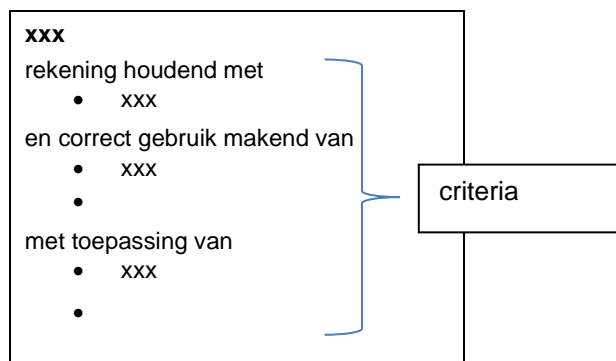 xxx
rekening houdend met
• xxx
en correct gebruik makend van
• xxx
•
met toepassing van
• xxx
•
criteria